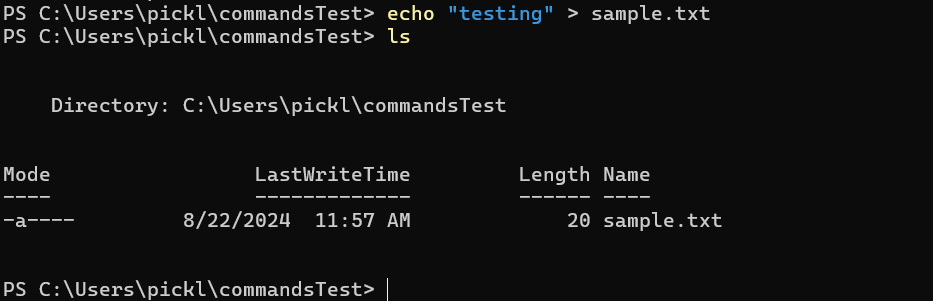 PS C:\Users\pickl\commandsTest> echo "testing" > sample.txt
PS C:\Users\pickl\commandsTest> ls
    Directory: C:\Users\pickl\commandsTest
Mode                 LastWriteTime         Length Name
----                 -------------         ------ ----
-a----         8/22/2024  11:57 AM             20 sample.txt
PS C:\Users\pickl\commandsTest>